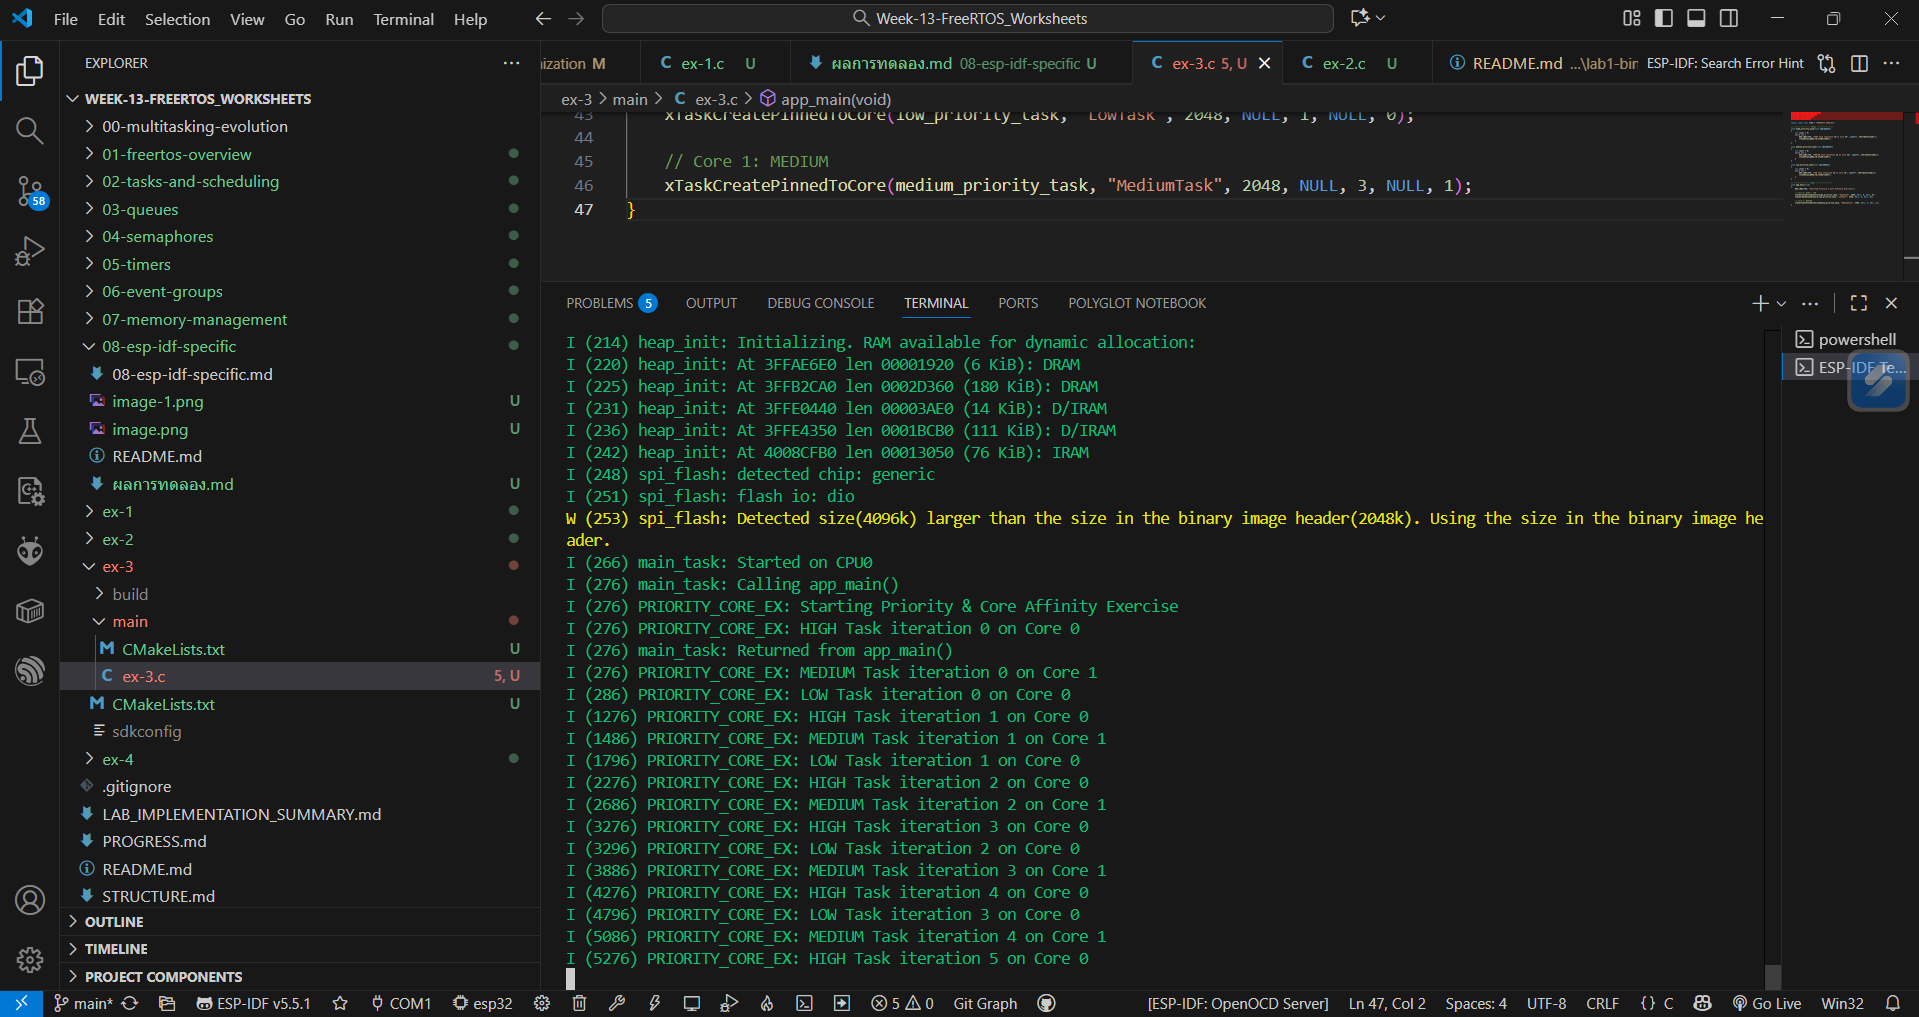 File Edit Selection View Go Run Terminal Help
Week-13-FreeRTOS_Worksheets
EXPLORER
WEEK-13-FREERTOS_WORKSHEETS
00-multitasking-evolution
01-freertos-overview
02-tasks-and-scheduling
03-queues
04-semaphores
05-timers
06-event-groups
07-memory-management
08-esp-idf-specific
08-esp-idf-specific.md
image-1.png U
image.png U
README.md
ผลการทดลอง.md U
ex-1
ex-2
ex-3
build
main
CMakeLists.txt U
ex-3.c 5, U
CMakeLists.txt U
sdkconfig
ex-4
.gitignore
LAB_IMPLEMENTATION_SUMMARY.md
PROGRESS.md
README.md
STRUCTURE.md
OUTLINE
TIMELINE
PROJECT COMPONENTS
58
ization M C ex-1.c U ผลการทดลอง.md 08-esp-idf-specific U C ex-3.c 5, U C ex-2.c U README.md ...\lab1-bin ESP-IDF: Search Error Hint
ex-3 > main > C ex-3.c > app_main(void)
43 xTaskCreatePinnedToCore(low_priority_task, "LowTask", 2048, NULL, 1, NULL, 0);
44
45 // Core 1: MEDIUM
46 xTaskCreatePinnedToCore(medium_priority_task, "MediumTask", 2048, NULL, 3, NULL, 1);
47 }
PROBLEMS 5 OUTPUT DEBUG CONSOLE TERMINAL PORTS POLYGLOT NOTEBOOK
powershell
ESP-IDF Te...
I (214) heap_init: Initializing. RAM available for dynamic allocation:
I (220) heap_init: At 3FFAE6E0 len 00001920 (6 KiB): DRAM
I (225) heap_init: At 3FFB2CA0 len 0002D360 (180 KiB): DRAM
I (231) heap_init: At 3FFE0440 len 00003AE0 (14 KiB): D/IRAM
I (236) heap_init: At 3FFE4350 len 0001BCB0 (111 KiB): D/IRAM
I (242) heap_init: At 4008CFB0 len 00013050 (76 KiB): IRAM
I (248) spi_flash: detected chip: generic
I (251) spi_flash: flash io: dio
W (253) spi_flash: Detected size(4096k) larger than the size in the binary image header(2048k). Using the size in the binary image he
ader.
I (266) main_task: Started on CPU0
I (276) main_task: Calling app_main()
I (276) PRIORITY_CORE_EX: Starting Priority & Core Affinity Exercise
I (276) PRIORITY_CORE_EX: HIGH Task iteration 0 on Core 0
I (276) main_task: Returned from app_main()
I (276) PRIORITY_CORE_EX: MEDIUM Task iteration 0 on Core 1
I (286) PRIORITY_CORE_EX: LOW Task iteration 0 on Core 0
I (1276) PRIORITY_CORE_EX: HIGH Task iteration 1 on Core 0
I (1486) PRIORITY_CORE_EX: MEDIUM Task iteration 1 on Core 1
I (1796) PRIORITY_CORE_EX: LOW Task iteration 1 on Core 0
I (2276) PRIORITY_CORE_EX: HIGH Task iteration 2 on Core 0
I (2686) PRIORITY_CORE_EX: MEDIUM Task iteration 2 on Core 1
I (3276) PRIORITY_CORE_EX: HIGH Task iteration 3 on Core 0
I (3296) PRIORITY_CORE_EX: LOW Task iteration 2 on Core 0
I (3886) PRIORITY_CORE_EX: MEDIUM Task iteration 3 on Core 1
I (4276) PRIORITY_CORE_EX: HIGH Task iteration 4 on Core 0
I (4796) PRIORITY_CORE_EX: LOW Task iteration 3 on Core 0
I (5086) PRIORITY_CORE_EX: MEDIUM Task iteration 4 on Core 1
I (5276) PRIORITY_CORE_EX: HIGH Task iteration 5 on Core 0
main* ESP-IDF v5.5.1 COM1 esp32 5 0 Git Graph [ESP-IDF: OpenOCD Server] Ln 47, Col 2 Spaces: 4 UTF-8 CRLF {} C Go Live Win32